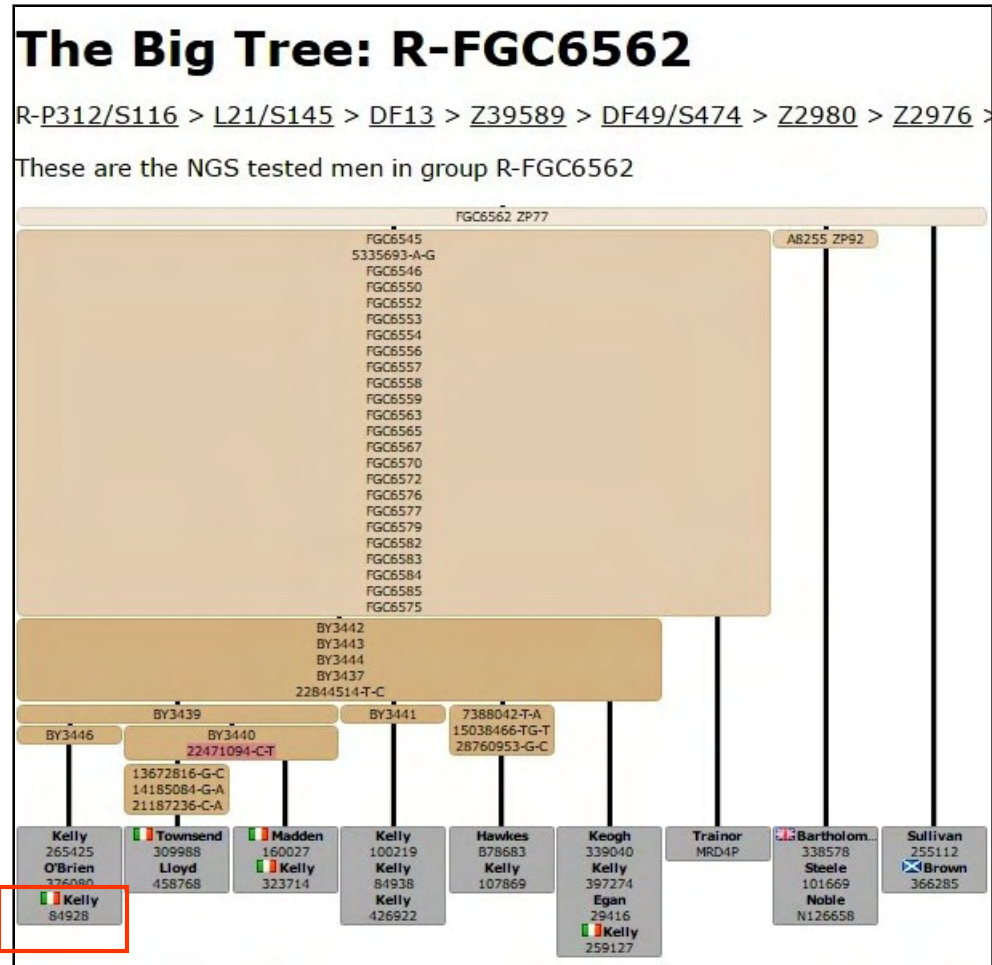 The Big Tree: R-FGC6562
R-P312/S116 > L21/S145 > DF13 > Z39589 > DF49/S474 > Z2980 > Z2976 >
These are the NGS tested men in group R-FGC6562
FGC6562 ZP77
FGC6545
5335693-A-G
FGC6546
FGC6550
FGC6552
FGC6553
FGC6554
FGC6556
FGC6557
FGC6558
FGC6559
FGC6563
FGC6565
FGC6567
FGC6570
FGC6572
FGC6576
FGC6577
FGC6579
FGC6582
FGC6583
FGC6584
FGC6585
FGC6575
A8255 ZP92
BY3442
BY3443
BY3444
BY3437
22844514-T-C
BY3439
BY3441
7388042-T-A
15038466-TG-T
28760953-G-C
BY3446
BY3440
22471094-C-T
13672816-G-C
14185084-G-A
21187236-C-A
Kelly
265425
O'Brien
376080
Kelly
84928
Townsend
309988
Lloyd
458768
Madden
160027
Kelly
323714
Kelly
100219
Kelly
84938
Kelly
426922
Hawkes
B78683
Kelly
107869
Keogh
339040
Kelly
397274
Egan
29416
Kelly
259127
Trainor
MRD4P
Bartholom...
338578
Steele
101669
Noble
N126658
Sullivan
255112
Brown
366285